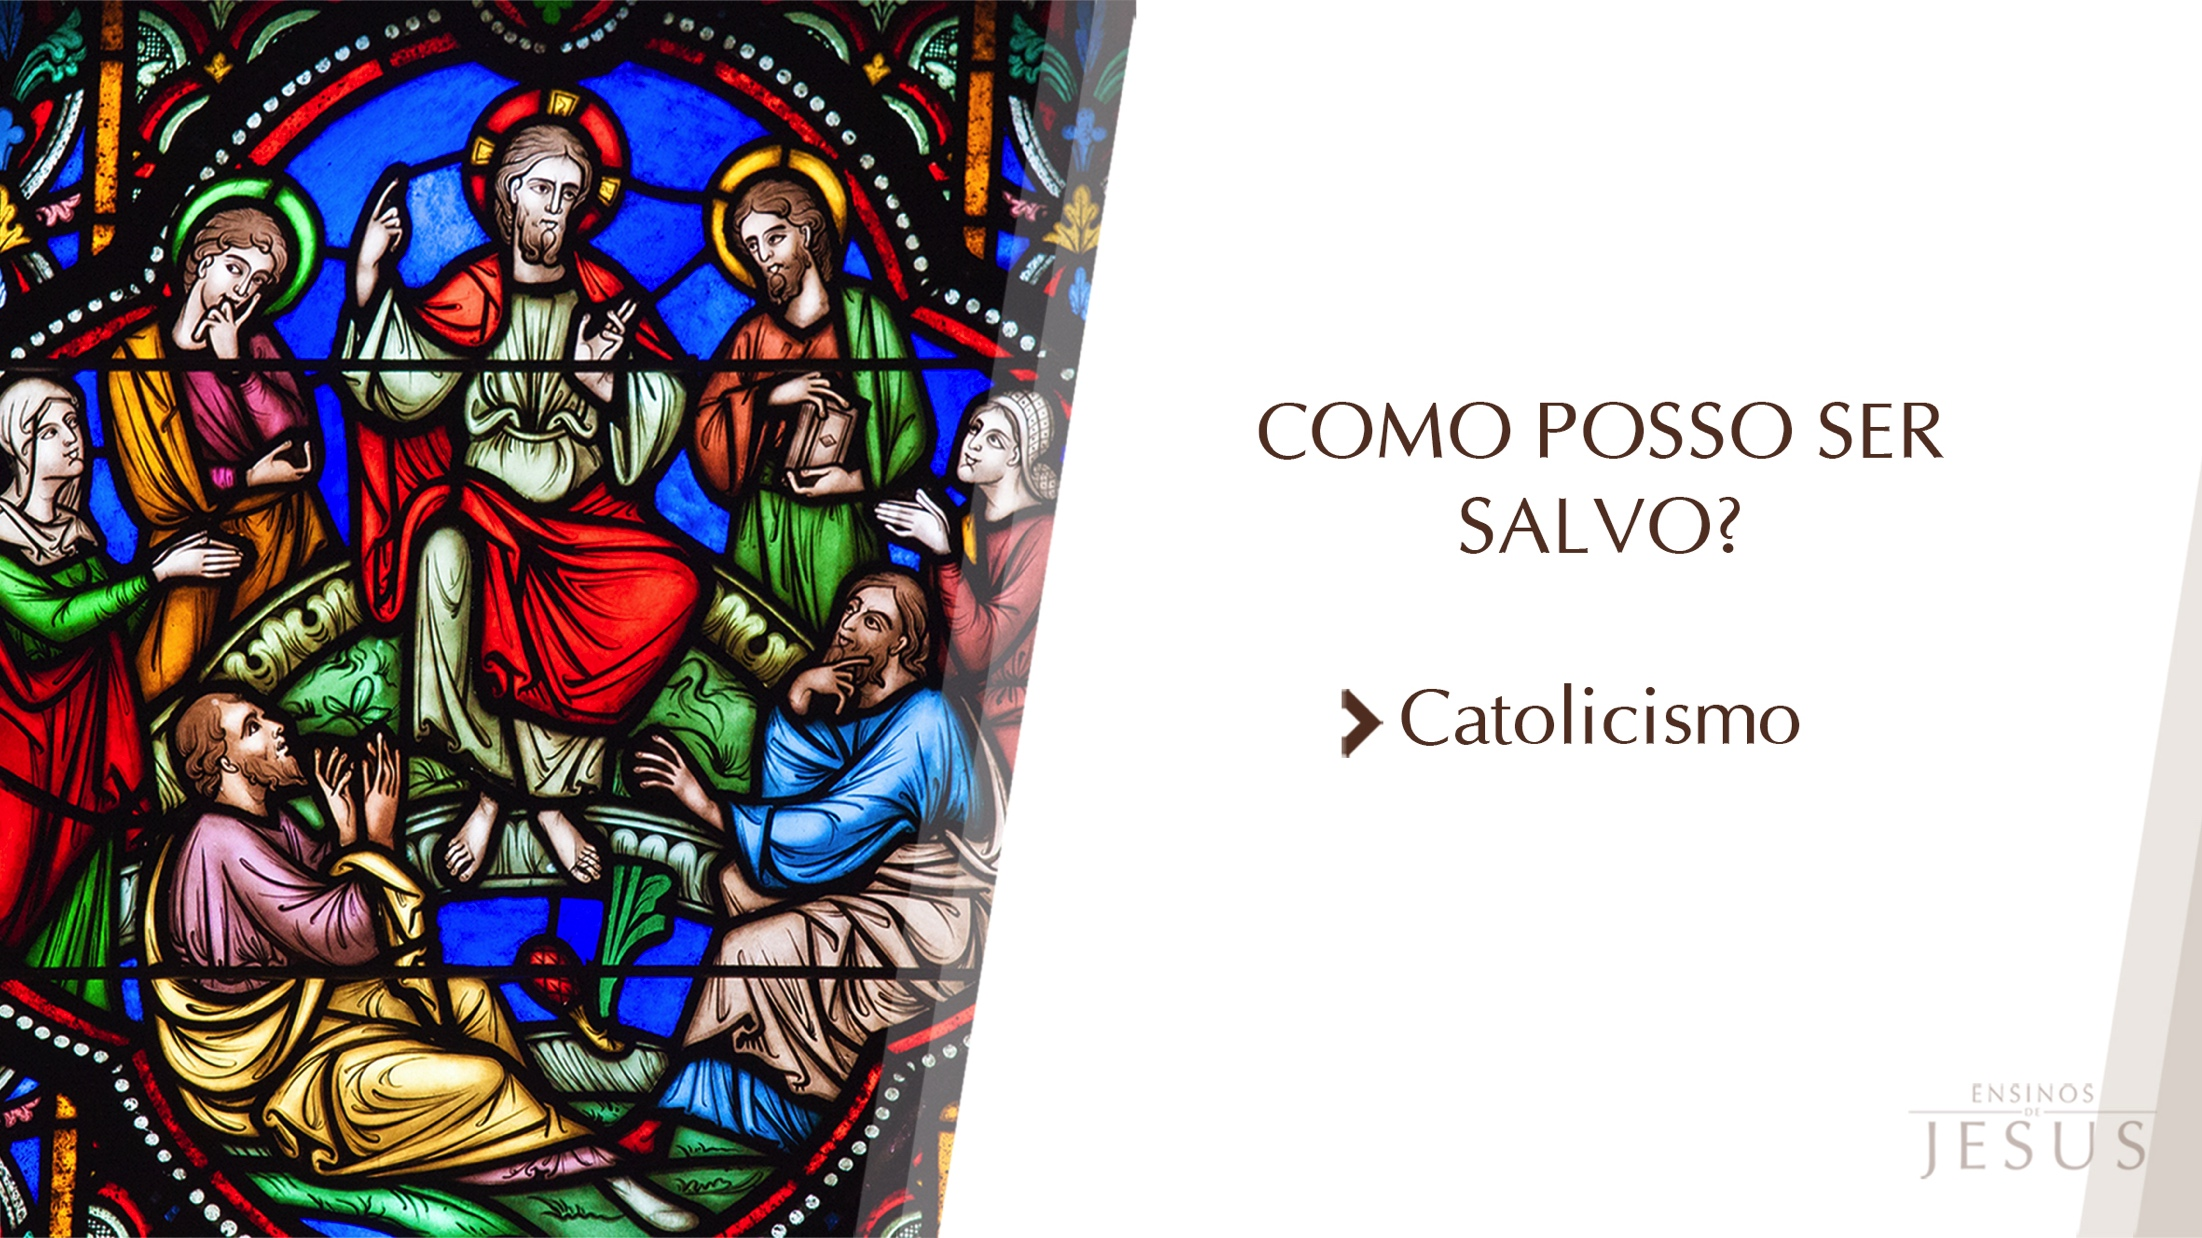 COMO POSSO SER
SALVO?
Catolicismo
ENSINOS
DE
JESUS